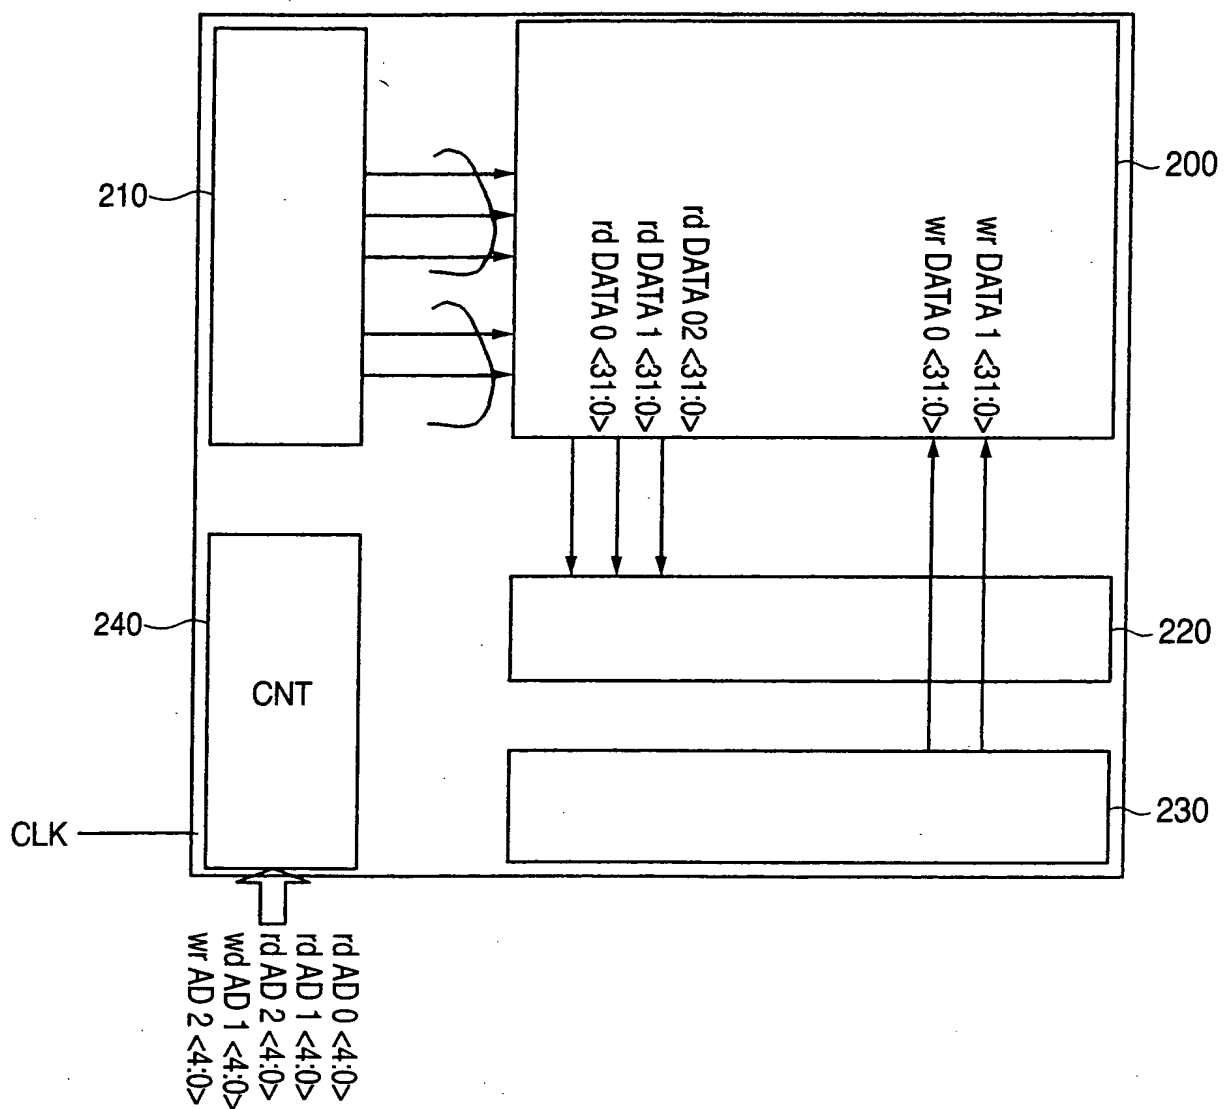 210
200
rd DATA 0 <31:0>
rd DATA 1 <31:0>
rd DATA 02 <31:0>
wr DATA 0 <31:0>
wr DATA 1 <31:0>
240
CNT
220
230
CLK
rd AD 0 <4:0>
rd AD 1 <4:0>
rd AD 2 <4:0>
wd AD 1 <4:0>
wr AD 2 <4:0>